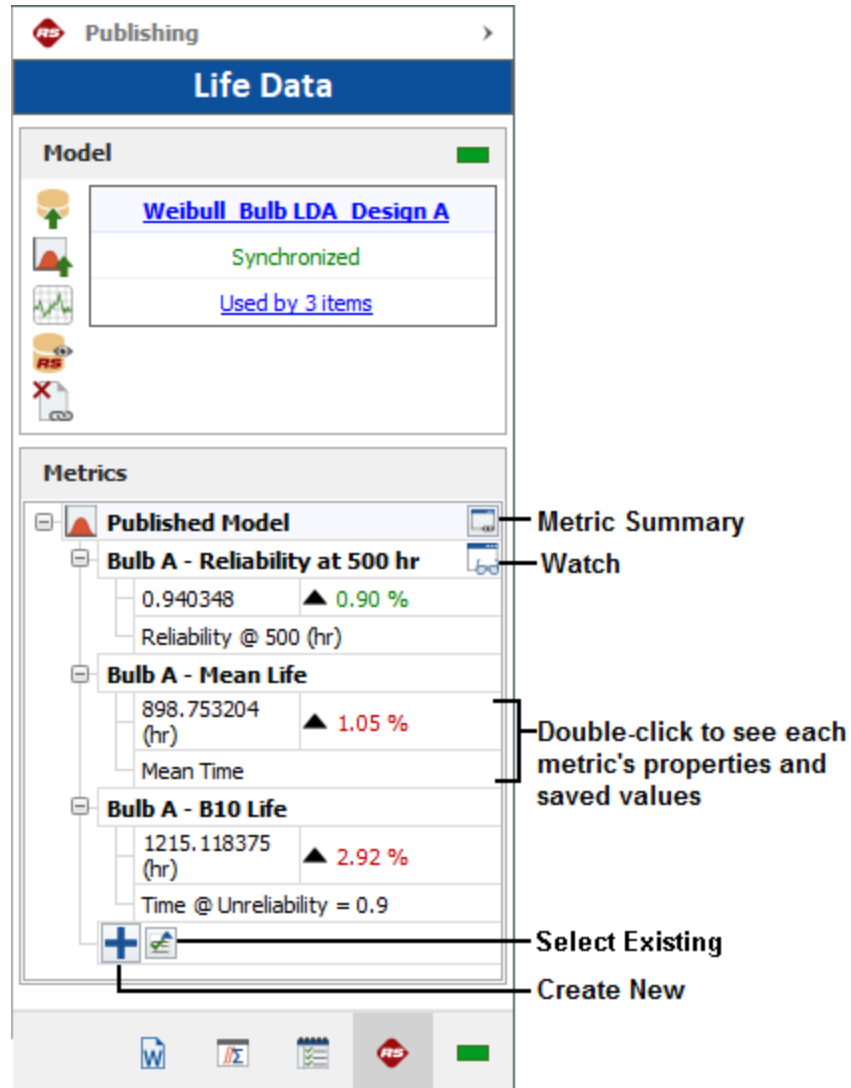 RS Publishing
Life Data
Model
Weibull_Bulb LDA_Design A
Synchronized
Used by 3 items
RS
Metrics
Published Model
Metric Summary
Bulb A - Reliability at 500 hr
Watch
0.940348 ▲ 0.90 %
Reliability @ 500 (hr)
Bulb A - Mean Life
898.753204
(hr)
▲ 1.05 %
Mean Time
Double-click to see each
metric's properties and
saved values
Bulb A - B10 Life
1215.118375
(hr)
▲ 2.92 %
Time @ Unreliability = 0.9
Select Existing
Create New
W Σ RS